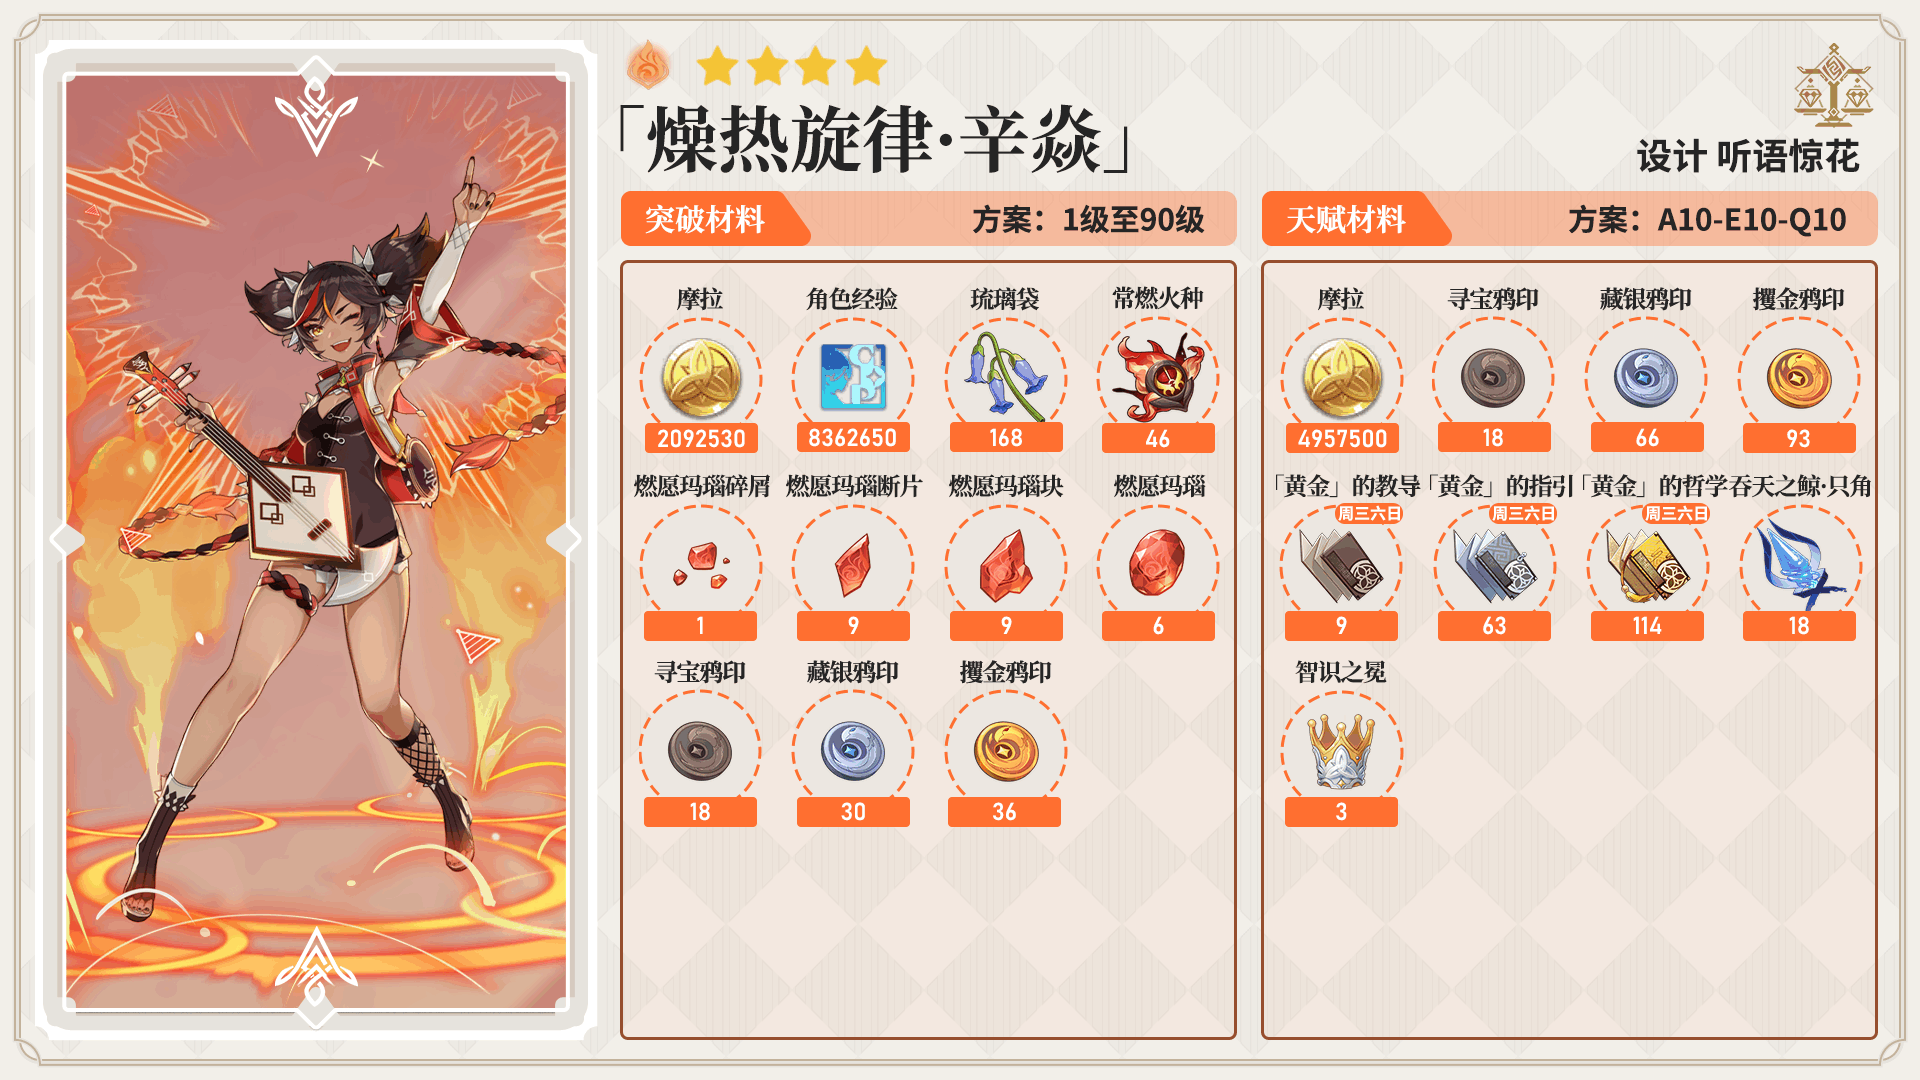 「燥热旋律·辛焱」
设计 听语惊花
突破材料 方案：1级至90级
摩拉 角色经验 琉璃袋 常燃火种
2092530 8362650 168 46
燃愿玛瑙碎屑 燃愿玛瑙断片 燃愿玛瑙块 燃愿玛瑙
1 9 9 6
寻宝鸦印 藏银鸦印 攫金鸦印
18 30 36
天赋材料 方案：A10-E10-Q10
摩拉 寻宝鸦印 藏银鸦印 攫金鸦印
4957500 18 66 93
「黄金」的教导 「黄金」的指引 「黄金」的哲学 吞天之鲸·只角
周三六日 周三六日 周三六日
9 63 114 18
智识之冕
3